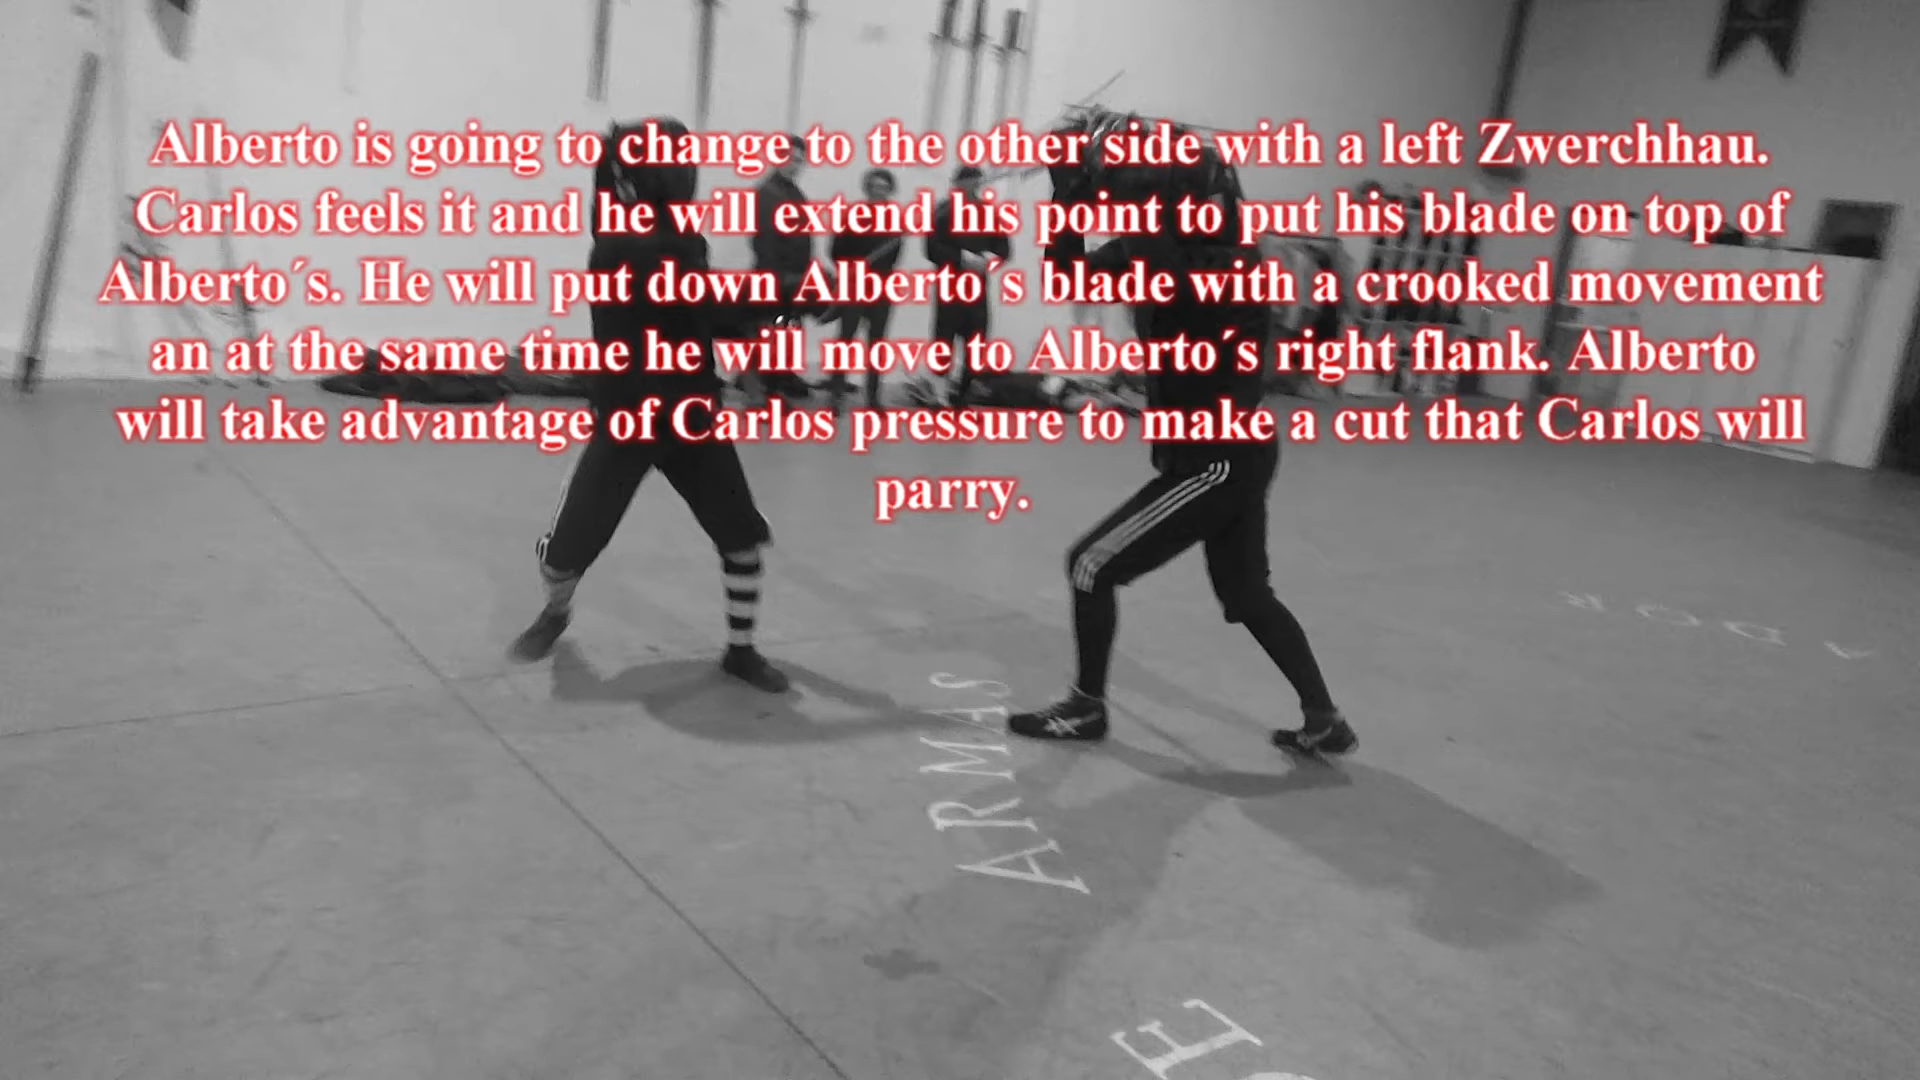 Alberto is going to change to the other side with a left Zwerchhau.
Carlos feels it and he will extend his point to put his blade on top of
Alberto´s. He will put down Alberto´s blade with a crooked movement
an at the same time he will move to Alberto´s right flank. Alberto
will take advantage of Carlos pressure to make a cut that Carlos will
parry.
ARMAS
E